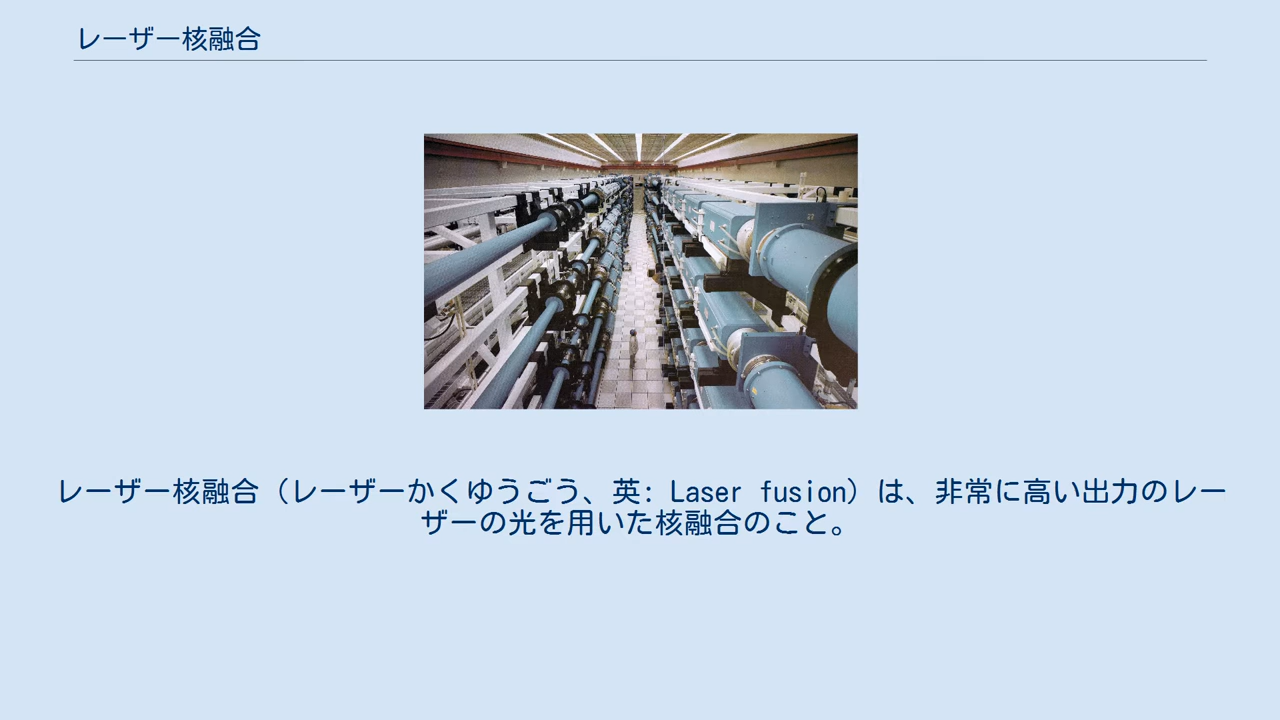 レーザー核融合
レーザー核融合（レーザーかくゆうごう、英: Laser fusion）は、非常に高い出力のレー
ザーの光を用いた核融合のこと。